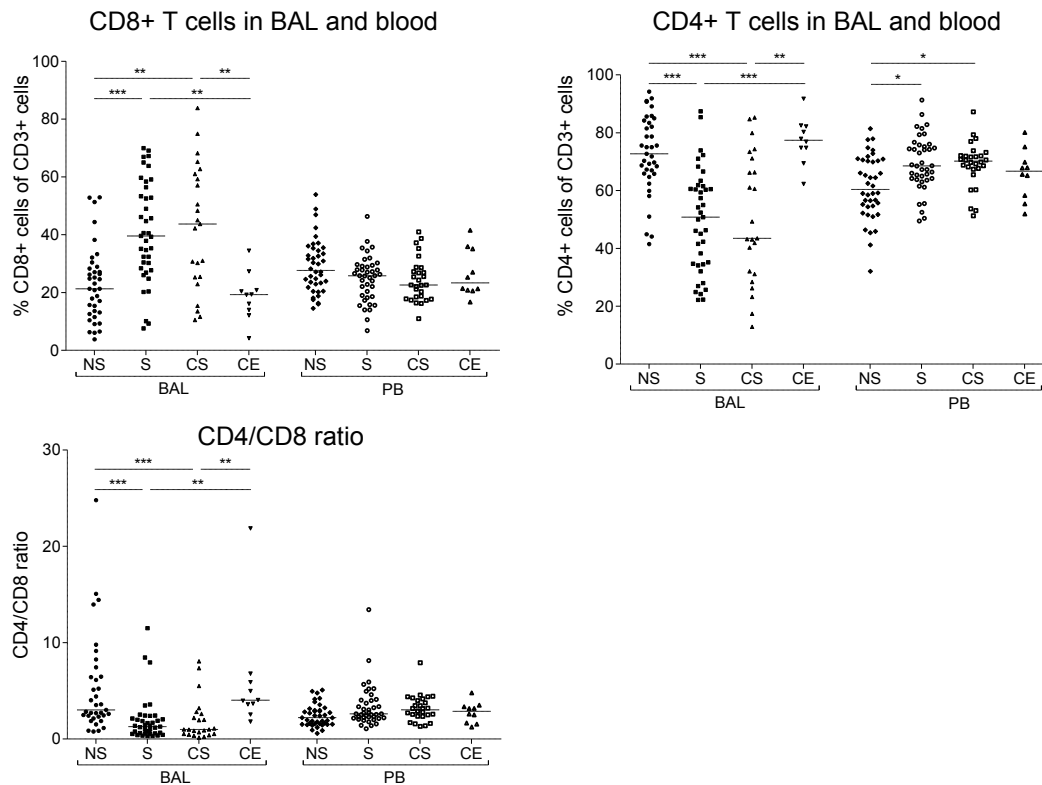 CD8+ T cells in BAL and blood
% CD8+ cells of CD3+ cells
100
80
60
40
20
0
** **
*** **
NS S CS CE NS S CS CE
BAL PB
CD4+ T cells in BAL and blood
% CD4+ cells of CD3+ cells
100
80
60
40
20
0
*** ** *
*** *** *
NS S CS CE NS S CS CE
BAL PB
CD4/CD8 ratio
CD4/CD8 ratio
30
20
10
0
*** **
*** **
NS S CS CE NS S CS CE
BAL PB